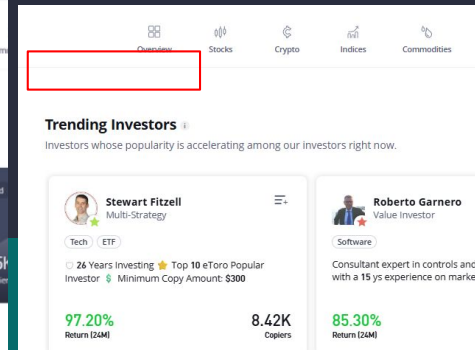 Overview
Stocks
Crypto
Indices
Commodities
Trending Investors
Investors whose popularity is accelerating among our investors right now.
Stewart Fitzell
Multi-Strategy
Tech
ETF
26 Years Investing ⭐ Top 10 eToro Popular
Investor $ Minimum Copy Amount: $300
97.20%
Return (24M)
8.42K
Copiers
Roberto Garnero
Value Investor
Software
Consultant expert in controls and
with a 15 ys experience on marke
85.30%
Return (24M)